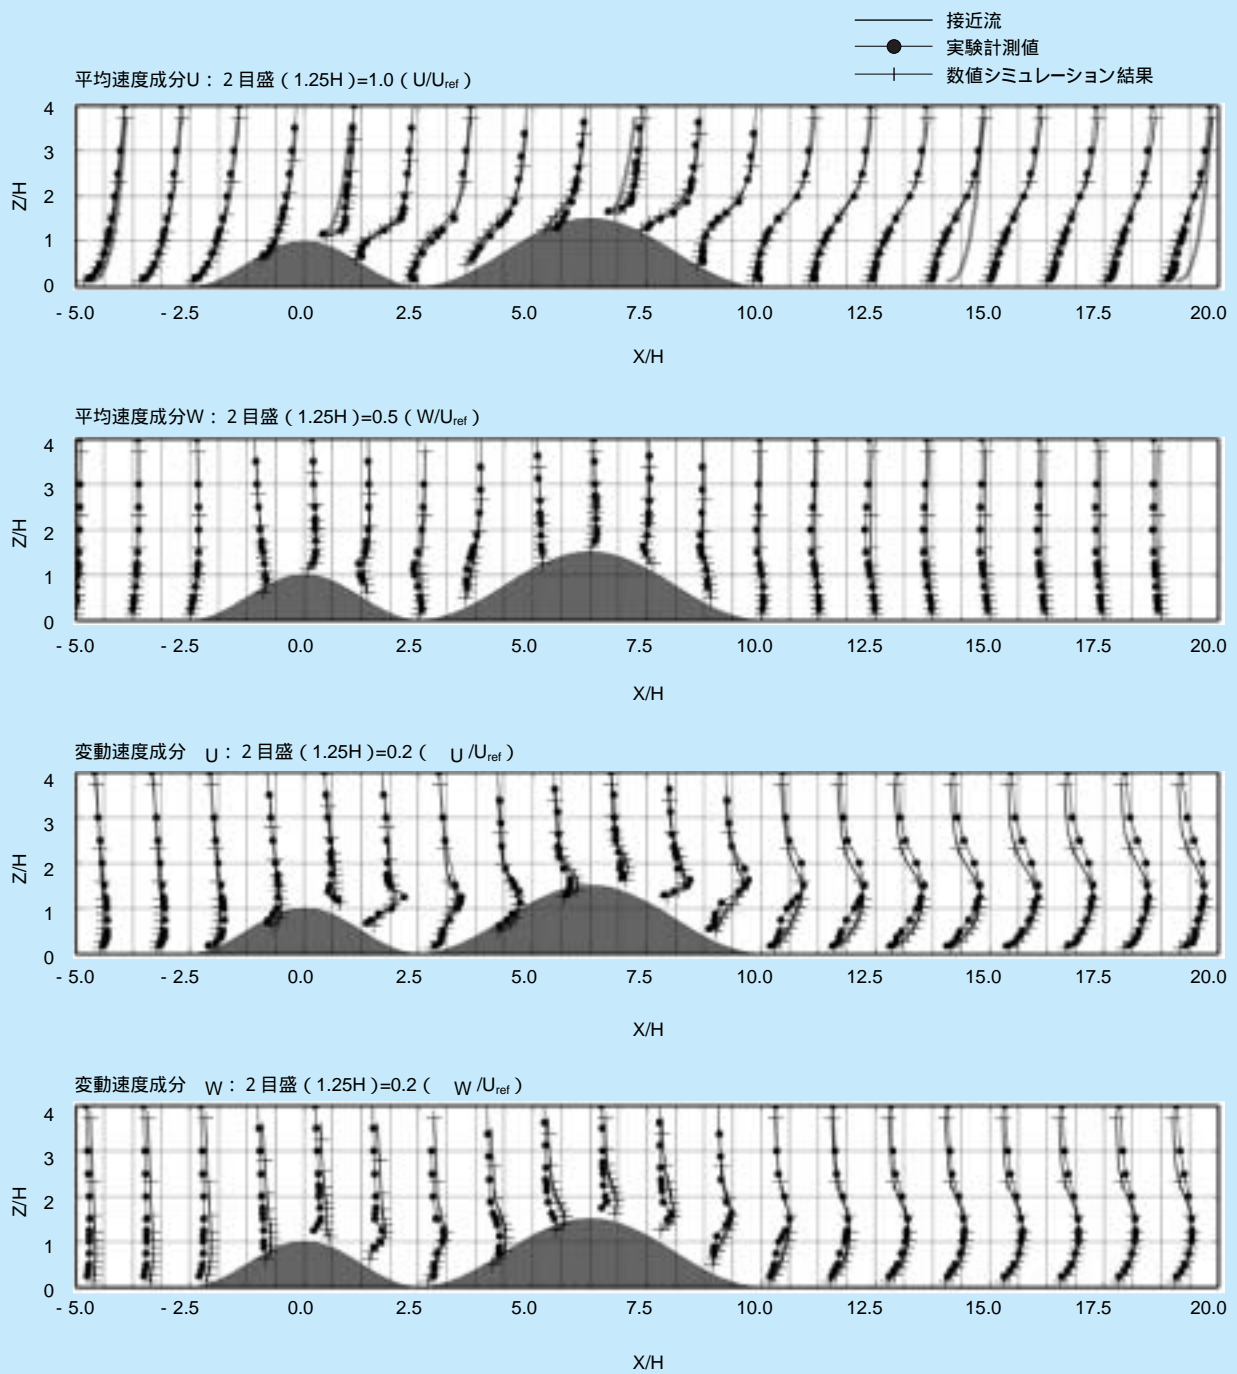 接近流
実験計測値
数値シミュレーション結果
平均速度成分U：２目盛（1.25H）=1.0（U/Uref）
Z/H
4
3
2
1
0
- 5.0 - 2.5 0.0 2.5 5.0 7.5 10.0 12.5 15.0 17.5 20.0
X/H
平均速度成分W：２目盛（1.25H）=0.5（W/Uref）
Z/H
4
3
2
1
0
- 5.0 - 2.5 0.0 2.5 5.0 7.5 10.0 12.5 15.0 17.5 20.0
X/H
変動速度成分 U：２目盛（1.25H）=0.2（ U/Uref）
Z/H
4
3
2
1
0
- 5.0 - 2.5 0.0 2.5 5.0 7.5 10.0 12.5 15.0 17.5 20.0
X/H
変動速度成分 W：２目盛（1.25H）=0.2（ W/Uref）
Z/H
4
3
2
1
0
- 5.0 - 2.5 0.0 2.5 5.0 7.5 10.0 12.5 15.0 17.5 20.0
X/H